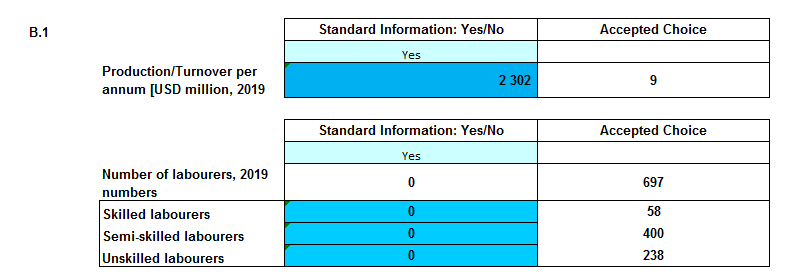 B.1
Standard Information: Yes/No Accepted Choice
Yes
Production/Turnover per
annum [USD million, 2019
2 302 9
Standard Information: Yes/No Accepted Choice
Yes
Number of labourers, 2019
numbers
0 697
Skilled labourers 0 58
Semi-skilled labourers 0 400
Unskilled labourers 0 238